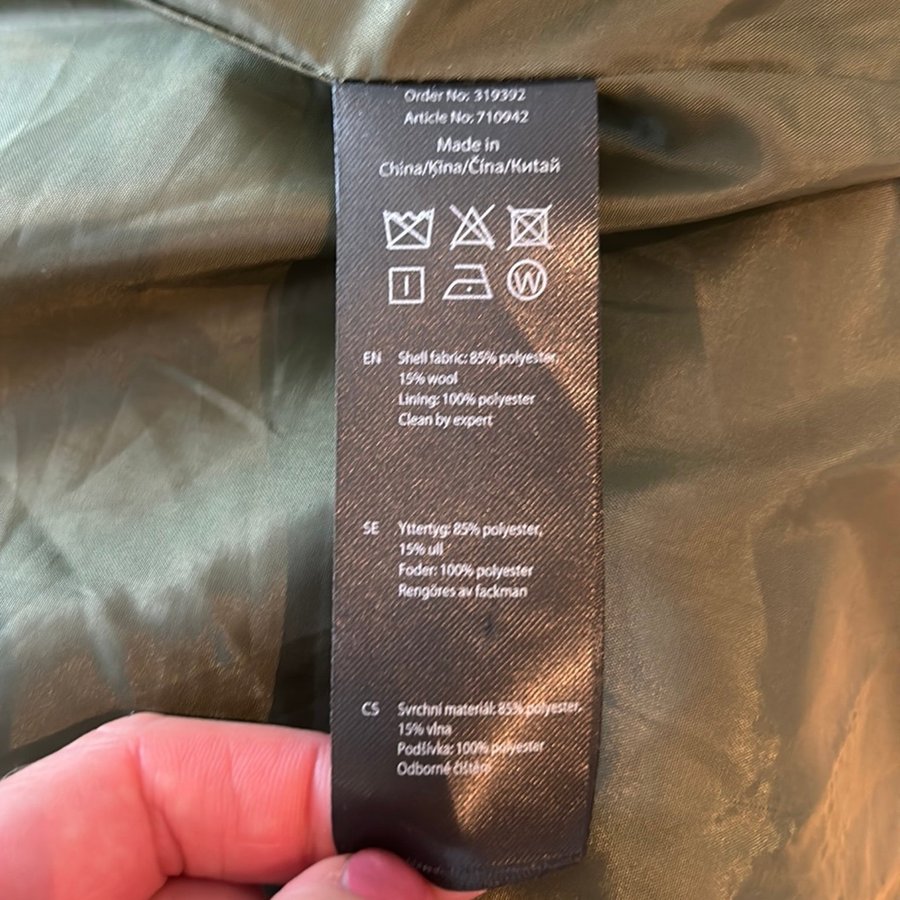 Order No: 319392
Article No: 710942
Made in
China/Ķīna/Čína/Китай
W
EN Shell fabric: 85% polyester,
15% wool
Lining: 100% polyester
Clean by expert
SE Yttertyg: 85% polyester,
15% ull
Foder: 100% polyester
Rengöres av fackman
CS Svrchní materiál: 85% polyester,
15% vlna
Podšívka: 100% polyester
Odborné čištění